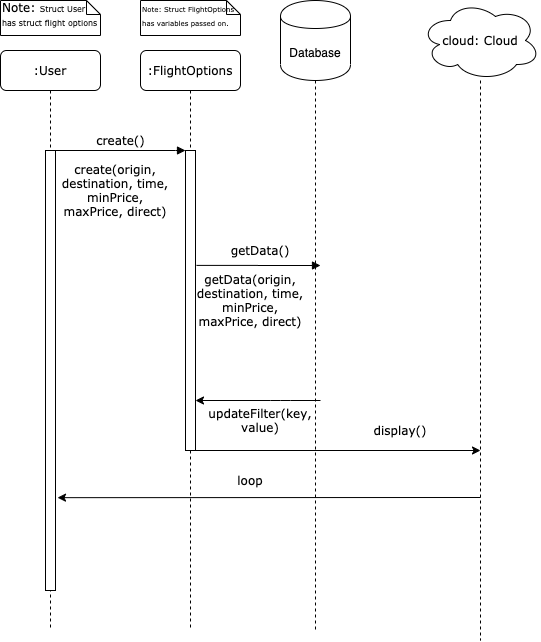 Note: Struct User
has struct flight options
Note: Struct FlightOptions
has variables passed on.
:User
:FlightOptions
Database
cloud: Cloud
create()
create(origin,
destination, time,
minPrice,
maxPrice, direct)
getData()
getData(origin,
destination, time,
minPrice,
maxPrice, direct)
updateFilter(key,
value)
display()
loop